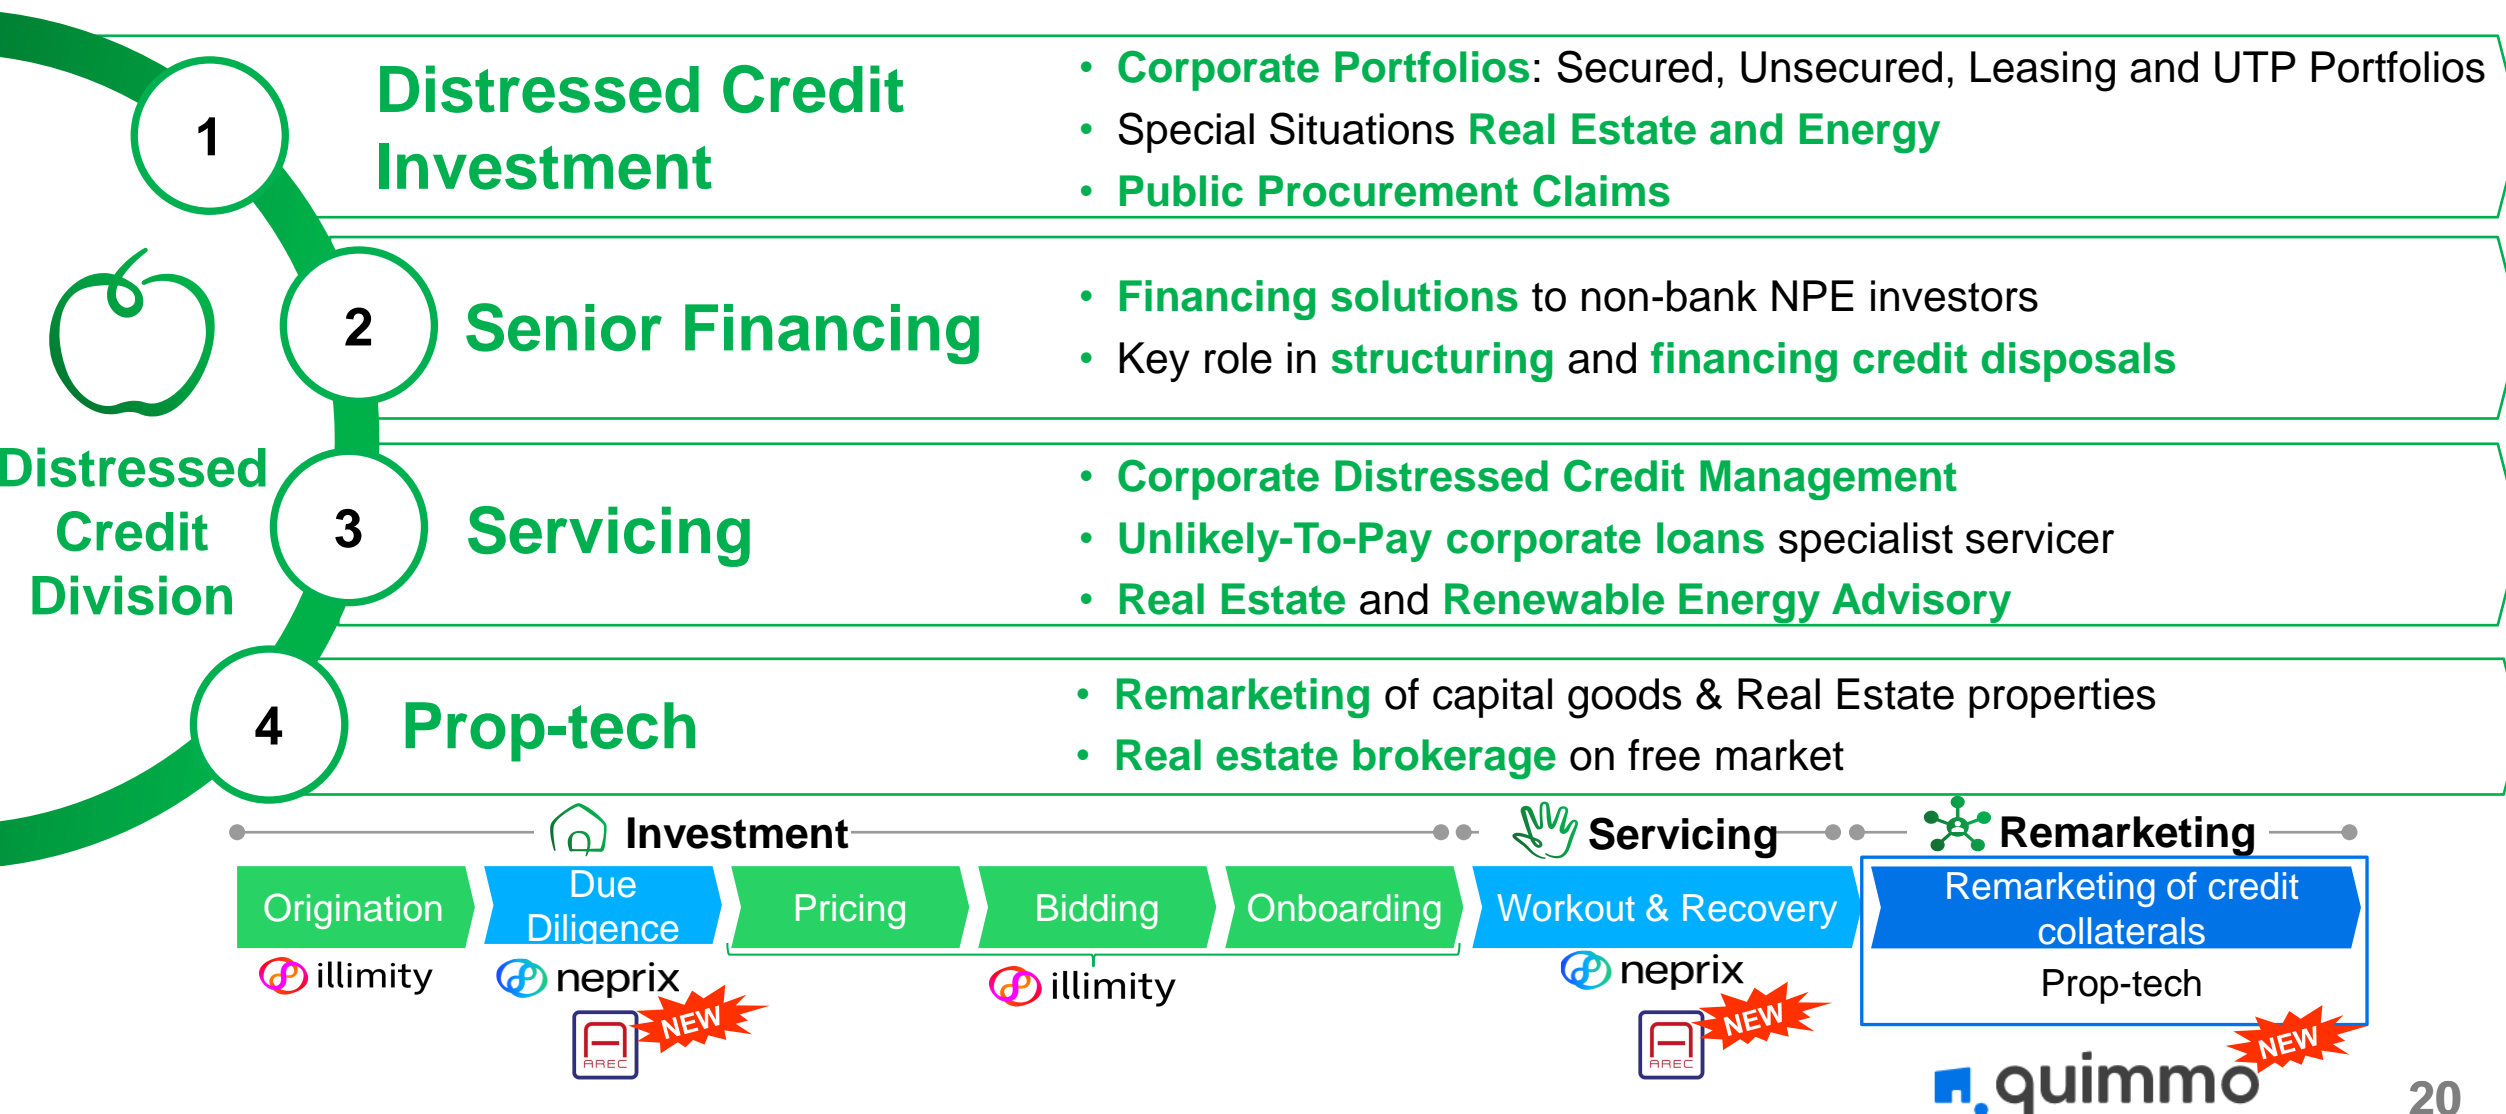 1
Distressed Credit
Investment
• Corporate Portfolios: Secured, Unsecured, Leasing and UTP Portfolios
• Special Situations Real Estate and Energy
• Public Procurement Claims
2
Senior Financing
• Financing solutions to non-bank NPE investors
• Key role in structuring and financing credit disposals
Distressed
Credit
Division
3
Servicing
• Corporate Distressed Credit Management
• Unlikely-To-Pay corporate loans specialist servicer
• Real Estate and Renewable Energy Advisory
4
Prop-tech
• Remarketing of capital goods & Real Estate properties
• Real estate brokerage on free market
Investment
Servicing
Remarketing
Origination
Due
Diligence
Pricing
Bidding
Onboarding
Workout & Recovery
Remarketing of credit
collaterals
illimity
neprix
NEW
AREC
illimity
neprix
NEW
AREC
Prop-tech
NEW
quimmo
20